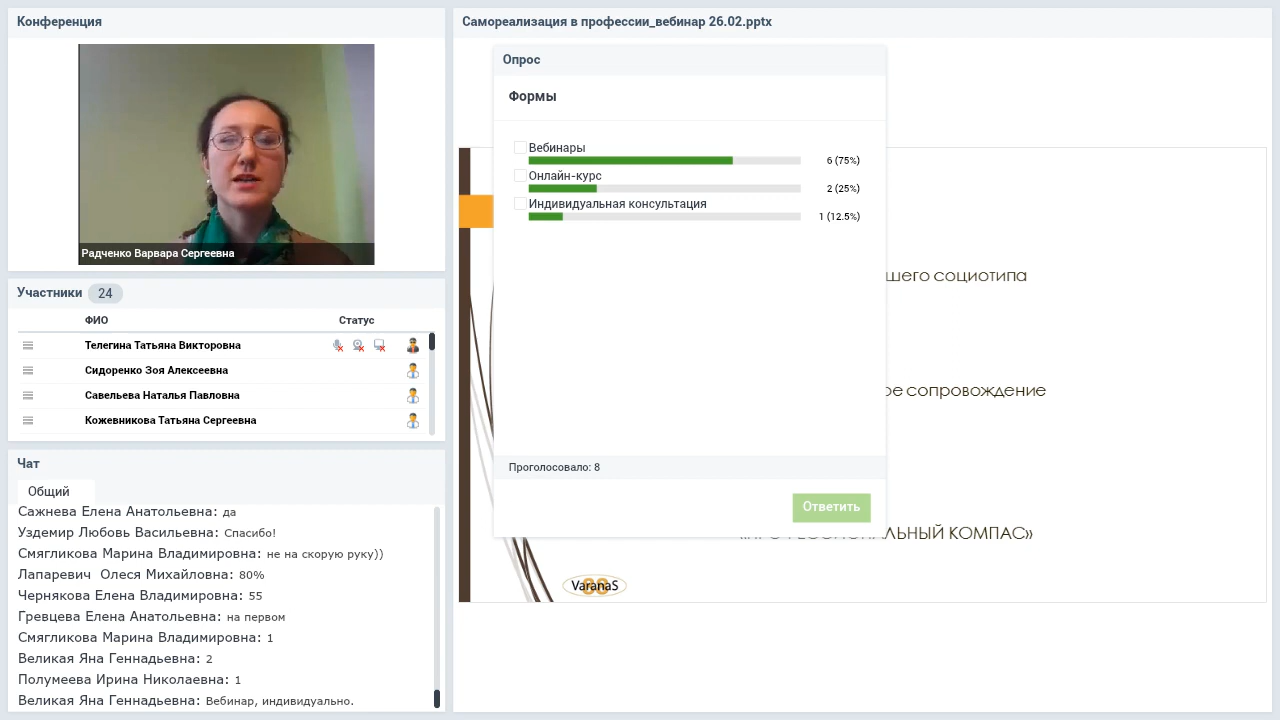 Конференция
Радченко Варвара Сергеевна
Участники 24
ФИО Статус
Телегина Татьяна Викторовна
Сидоренко Зоя Алексеевна
Савельева Наталья Павловна
Кожевникова Татьяна Сергеевна
Чат
Общий
Сажнева Елена Анатольевна: да
Уздемир Любовь Васильевна: Спасибо!
Смягликова Марина Владимировна: не на скорую руку))
Лапаревич Олеся Михайловна: 80%
Чернякова Елена Владимировна: 55
Гревцева Елена Анатольевна: на первом
Смягликова Марина Владимировна: 1
Великая Яна Геннадьевна: 2
Полумеева Ирина Николаевна: 1
Великая Яна Геннадьевна: Вебинар, индивидуально.
Самореализация в профессии_вебинар 26.02.pptx
Опрос
Формы
Вебинары
6 (75%)
Онлайн-курс
2 (25%)
Индивидуальная консультация
1 (12.5%)
Проголосовало: 8
Ответить
шего социотипа
ое сопровождение
КОМПАС»
VaranaS